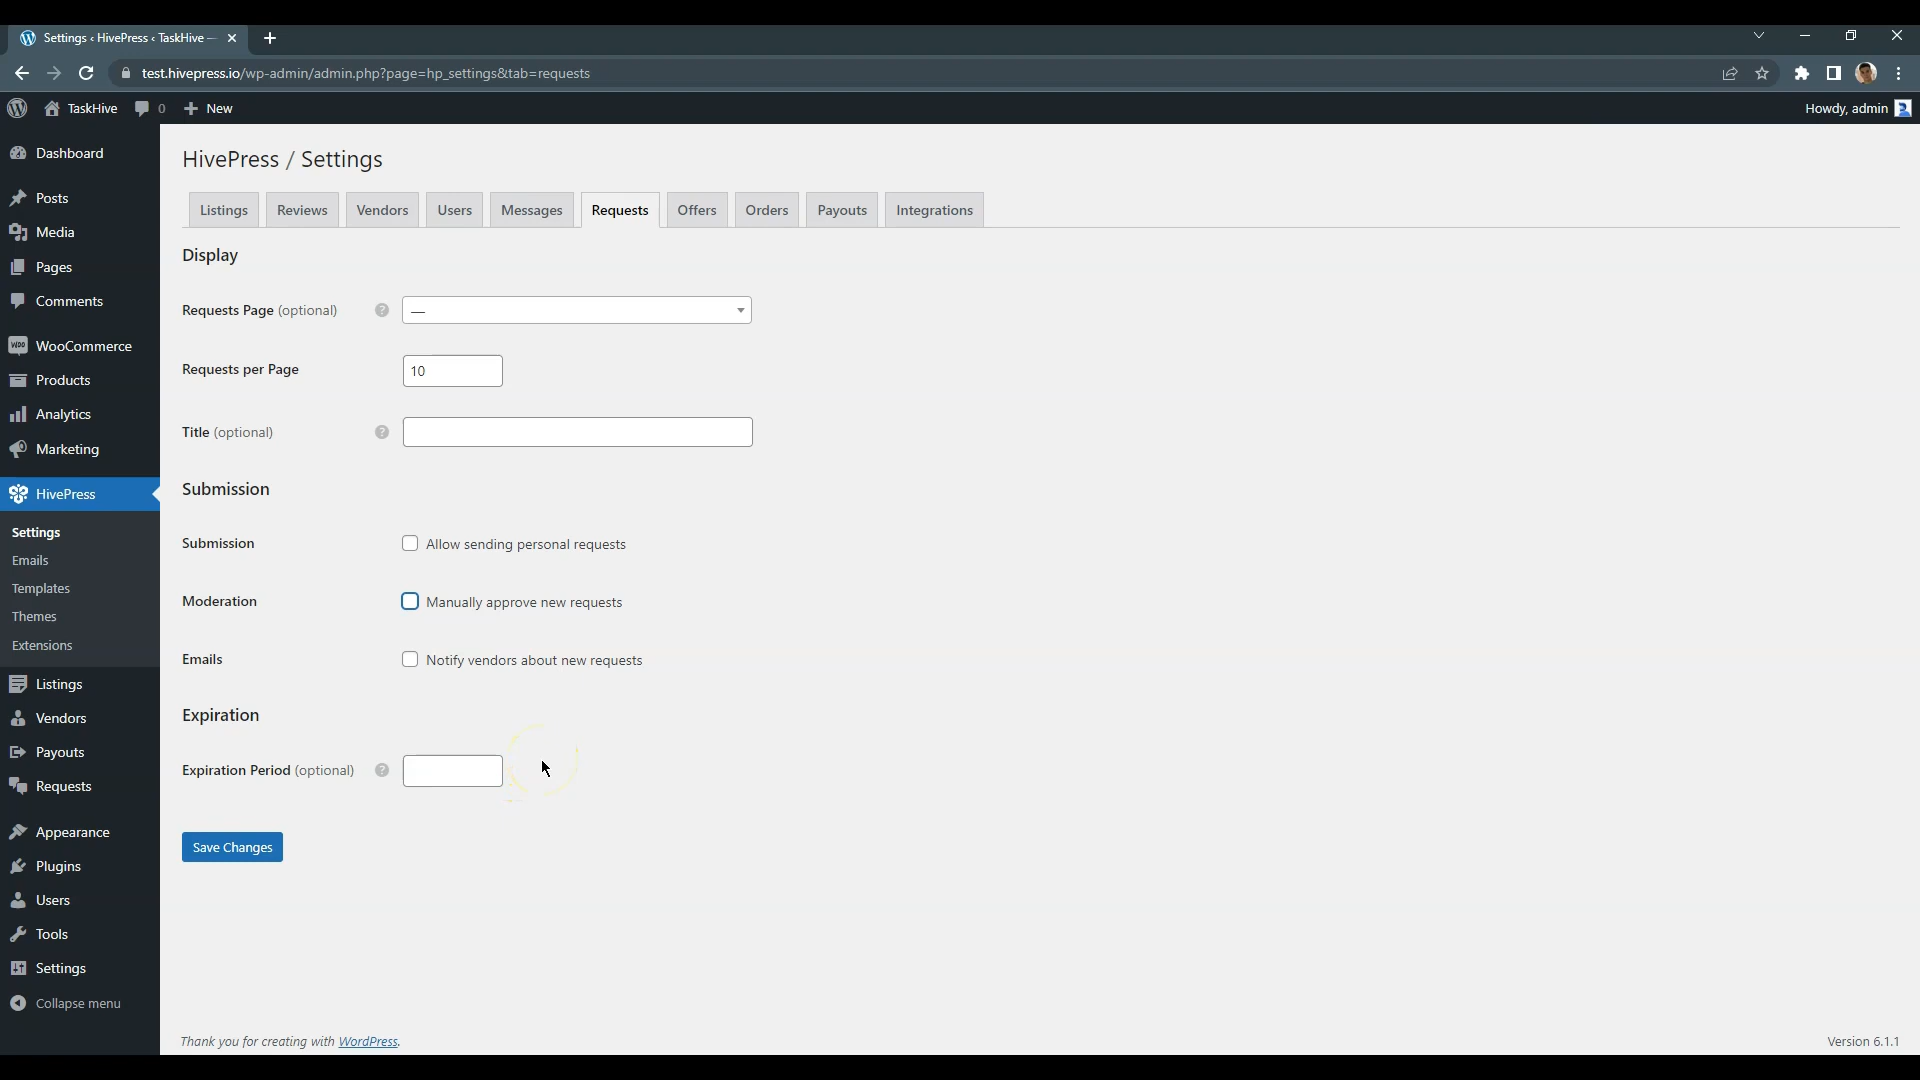 Settings ‹ HivePress ‹ TaskHive —
test.hivepress.io/wp-admin/admin.php?page=hp_settings&tab=requests
TaskHive
0
New
Howdy, admin
Dashboard
Posts
Media
Pages
Comments
WooCommerce
Products
Analytics
Marketing
HivePress
Settings
Emails
Templates
Themes
Extensions
Listings
Vendors
Payouts
Requests
Appearance
Plugins
Users
Tools
Settings
Collapse menu
HivePress / Settings
Listings
Reviews
Vendors
Users
Messages
Requests
Offers
Orders
Payouts
Integrations
Display
Requests Page (optional)
?
—
Requests per Page
10
Title (optional)
?
Submission
Submission
Allow sending personal requests
Moderation
Manually approve new requests
Emails
Notify vendors about new requests
Expiration
Expiration Period (optional)
?
Save Changes
Thank you for creating with WordPress.
Version 6.1.1